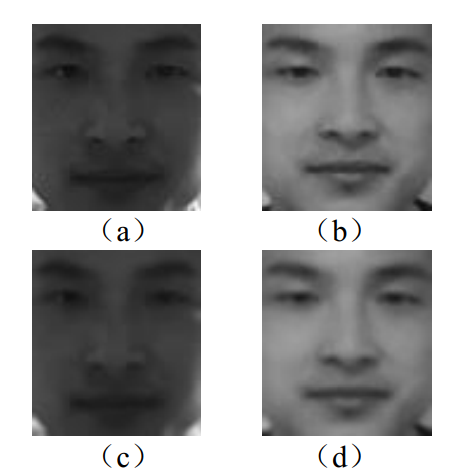 （a）
（b）
（c）
（d）